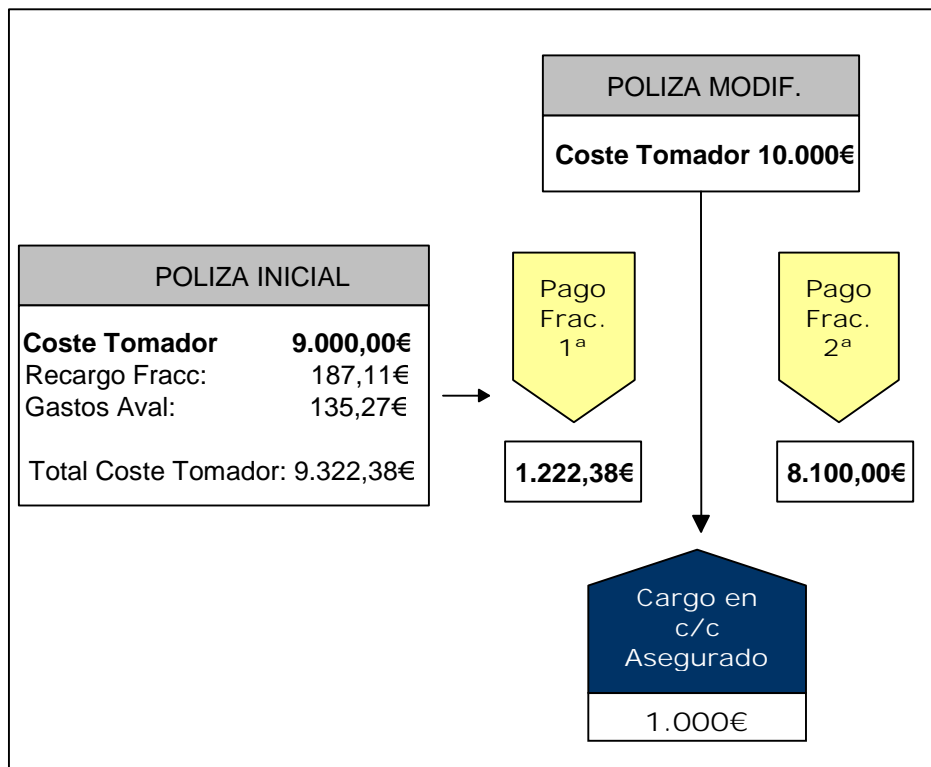 POLIZA MODIF.
Coste Tomador 10.000€
POLIZA INICIAL
Coste Tomador 9.000,00€
Recargo Fracc: 187,11€
Gastos Aval: 135,27€
Total Coste Tomador: 9.322,38€
Pago
Frac.
1ª
1.222,38€
Pago
Frac.
2ª
8.100,00€
Cargo en
c/c
Asegurado
1.000€